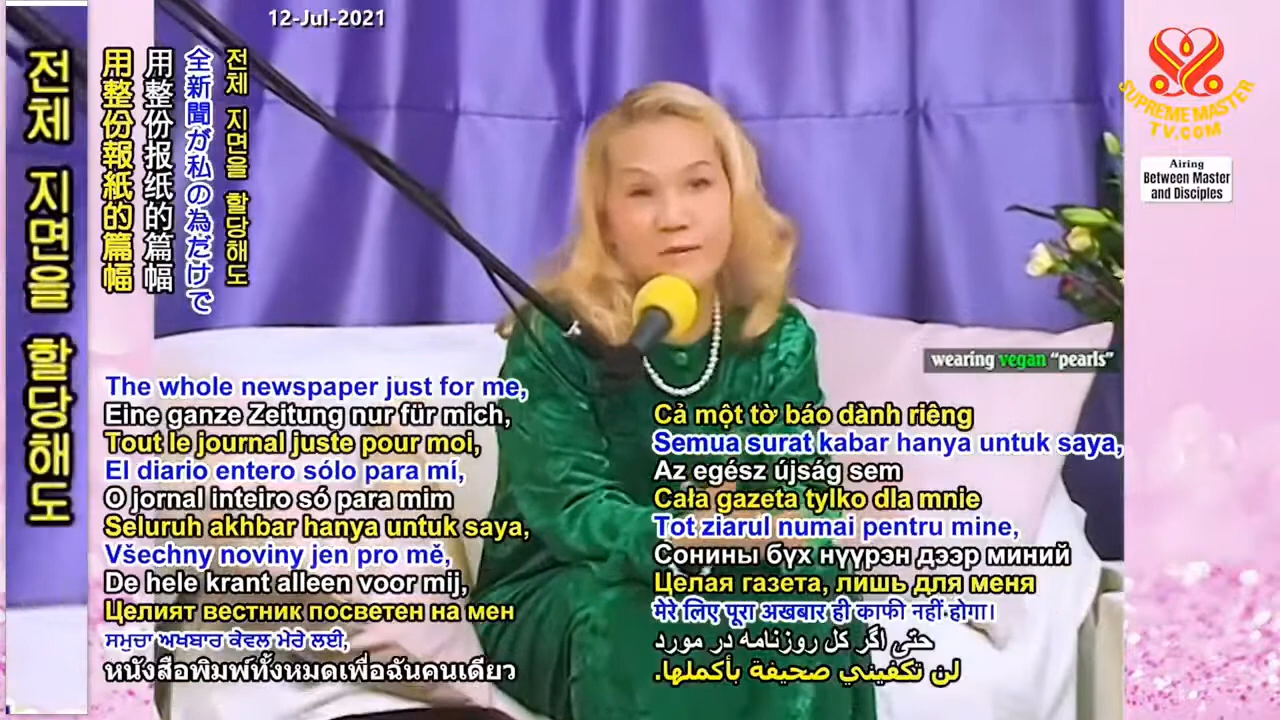 12-Jul-2021
SUPREME MASTER
TV.COM
Airing
Between Master
and Disciples
전체 지면을 할당해도
用整份報紙的篇幅
用整份报纸的篇幅
全新聞が私の為だけで
전체 지면을 할당해도
wearing vegan "pearls"
The whole newspaper just for me,
Eine ganze Zeitung nur für mich,
Tout le journal juste pour moi,
El diario entero sólo para mí,
O jornal inteiro só para mim
Seluruh akhbar hanya untuk saya,
Všechny noviny jen pro mě,
De hele krant alleen voor mij,
Целият вестник посветен на мен
ਸਮੁਚਾ ਅਖਬਾਰ ਕੇਵਲ ਮੇਰੇ ਲਈ,
หนังสือพิมพ์ทั้งหมดเพื่อฉันคนเดียว
Cả một tờ báo dành riêng
Semua surat kabar hanya untuk saya,
Az egész újság sem
Cała gazeta tylko dla mnie
Tot ziarul numai pentru mine,
Сонины бүх нүүрэн дээр миний
Целая газета, лишь для меня
मेरे लिए पूरा अखबार ही काफी नहीं होगा।
حتی اگر کل روزنامه در مورد
لن تكفيني صحيفة بأكملها.